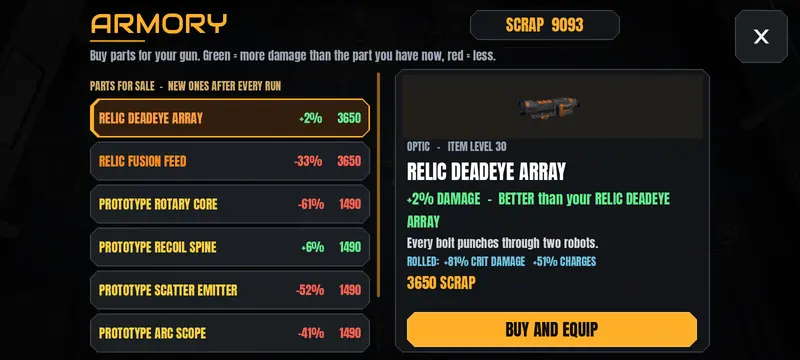 ARMORY
SCRAP 9093
X
Buy parts for your gun. Green = more damage than the part you have now, red = less.
PARTS FOR SALE - NEW ONES AFTER EVERY RUN
RELIC DEADEYE ARRAY +2% 3650
RELIC FUSION FEED -33% 3650
PROTOTYPE ROTARY CORE -61% 1490
PROTOTYPE RECOIL SPINE +6% 1490
PROTOTYPE SCATTER EMITTER -52% 1490
PROTOTYPE ARC SCOPE -41% 1490
OPTIC - ITEM LEVEL 30
RELIC DEADEYE ARRAY
+2% DAMAGE - BETTER than your RELIC DEADEYE
ARRAY
Every bolt punches through two robots.
ROLLED: +81% CRIT DAMAGE +51% CHARGES
3650 SCRAP
BUY AND EQUIP